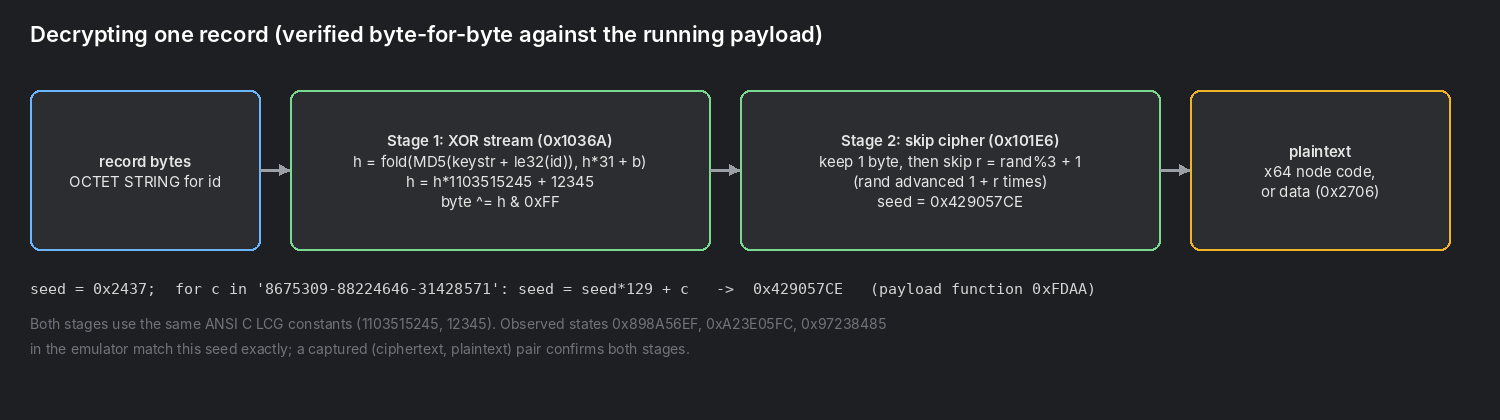 Decrypting one record (verified byte-for-byte against the running payload)
record bytes
OCTET STRING for id
Stage 1: XOR stream (0x1036A)
h = fold(MD5(keystr + le32(id)), h*31 + b)
h = h*1103515245 + 12345
byte ^= h & 0xFF
Stage 2: skip cipher (0x101E6)
keep 1 byte, then skip r = rand%3 + 1
(rand advanced 1 + r times)
seed = 0x429057CE
plaintext
x64 node code,
or data (0x2706)
seed = 0x2437;  for c in '8675309-88224646-31428571': seed = seed*129 + c   ->  0x429057CE   (payload function 0xFDAA)
Both stages use the same ANSI C LCG constants (1103515245, 12345). Observed states 0x898A56EF, 0xA23E05FC, 0x97238485
in the emulator match this seed exactly; a captured (ciphertext, plaintext) pair confirms both stages.